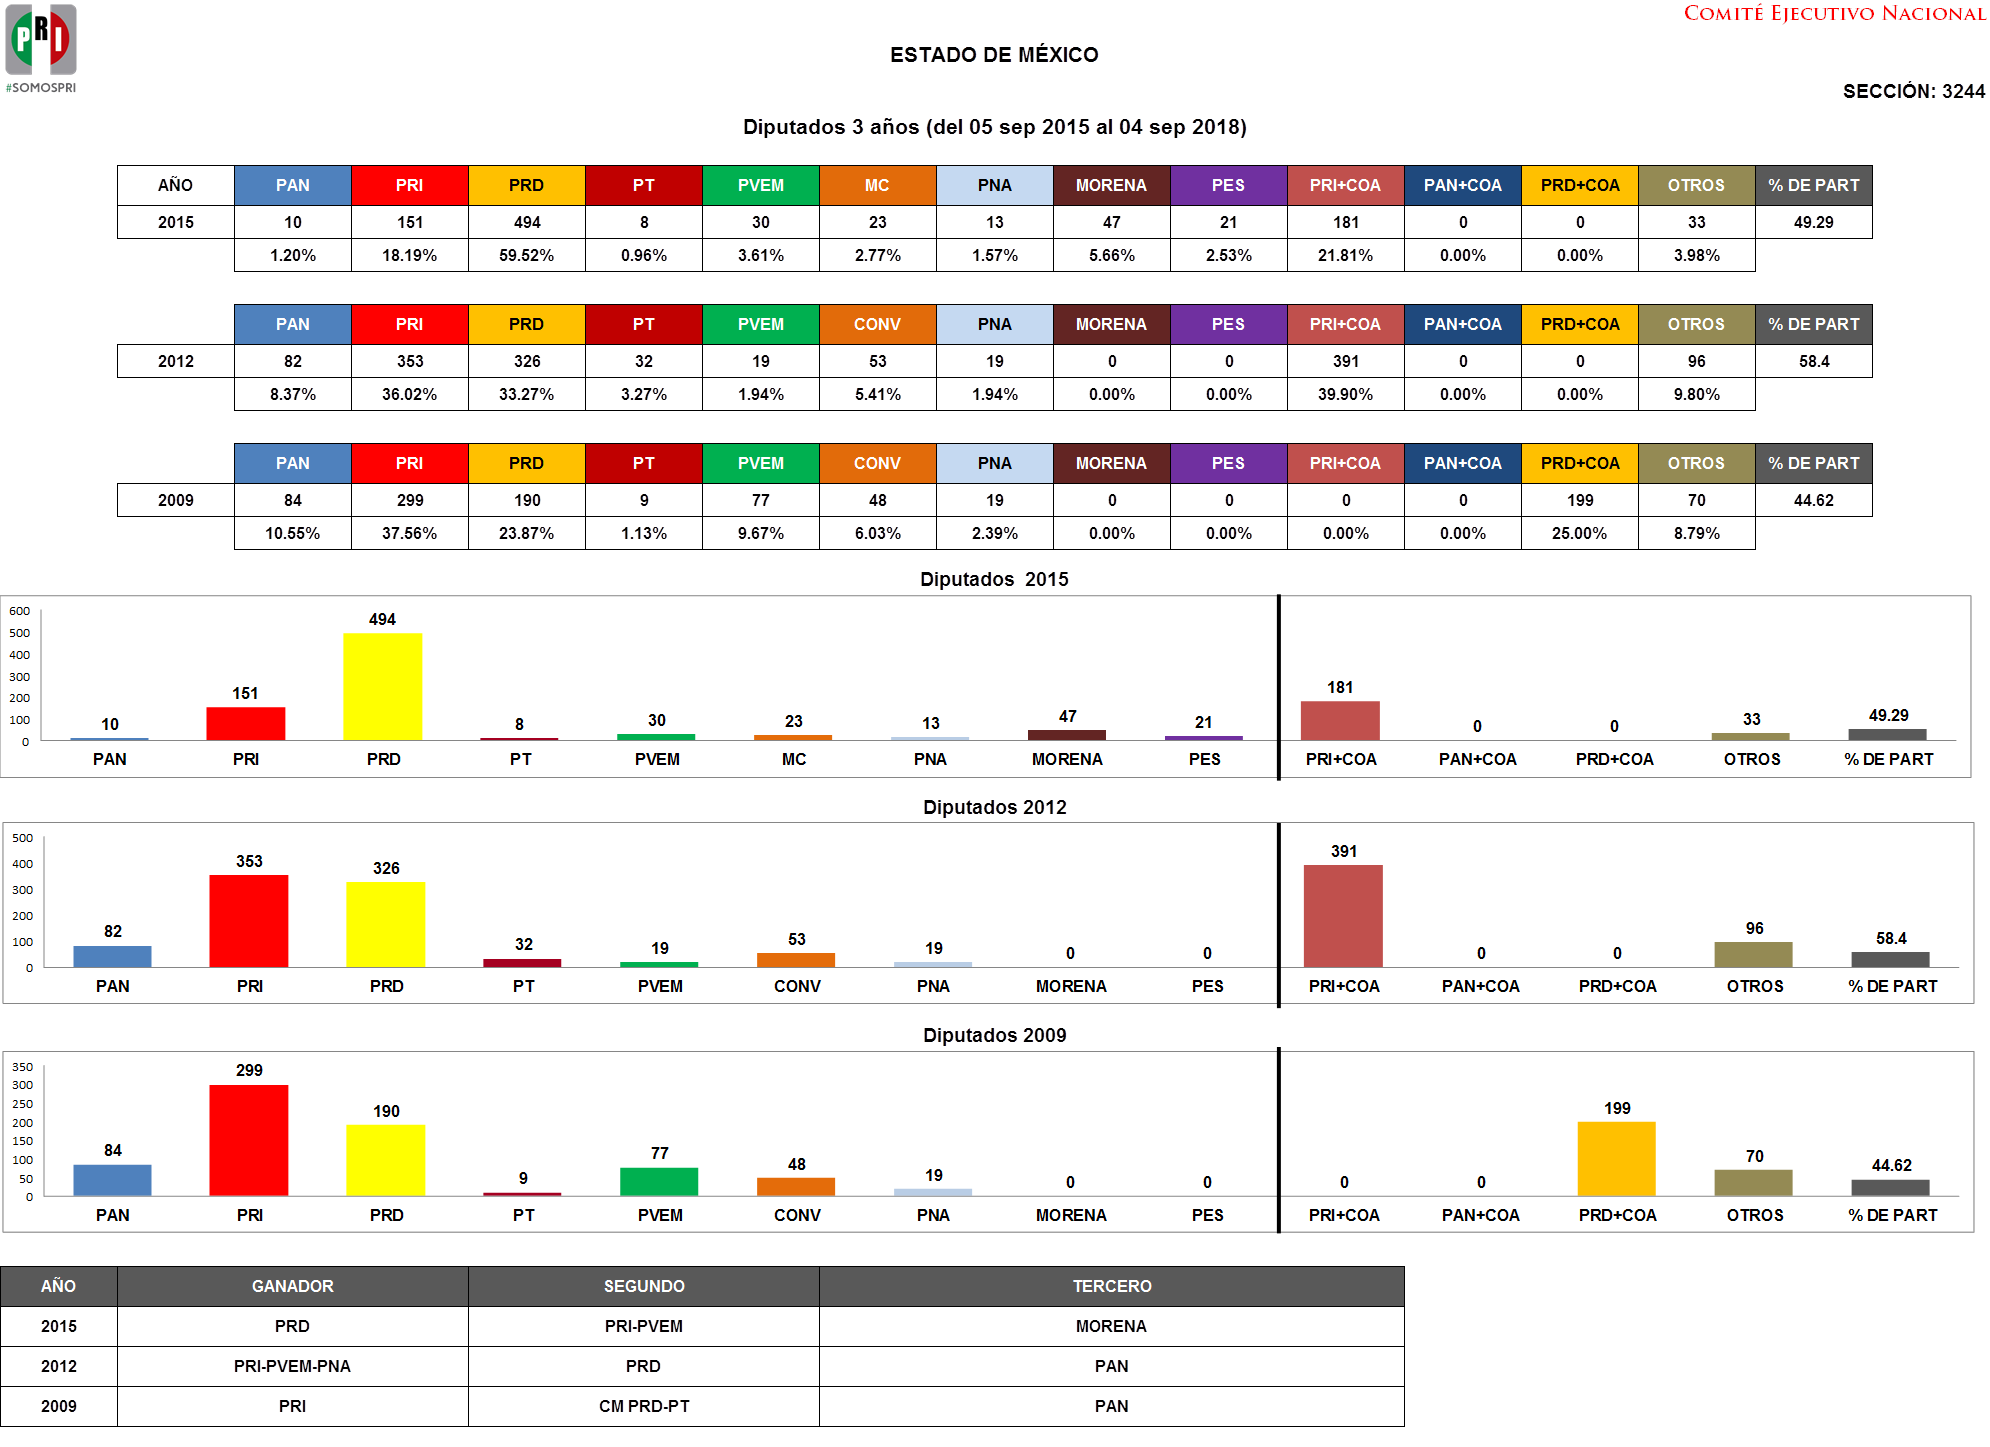 PRI
#SOMOSPRI
COMITÉ EJECUTIVO NACIONAL
ESTADO DE MÉXICO
SECCIÓN: 3244
Diputados 3 años (del 05 sep 2015 al 04 sep 2018)
AÑO PAN PRI PRD PT PVEM MC PNA MORENA PES PRI+COA PAN+COA PRD+COA OTROS % DE PART
2015 10 151 494 8 30 23 13 47 21 181 0 0 33 49.29
1.20% 18.19% 59.52% 0.96% 3.61% 2.77% 1.57% 5.66% 2.53% 21.81% 0.00% 0.00% 3.98%
PAN PRI PRD PT PVEM CONV PNA MORENA PES PRI+COA PAN+COA PRD+COA OTROS % DE PART
2012 82 353 326 32 19 53 19 0 0 391 0 0 96 58.4
8.37% 36.02% 33.27% 3.27% 1.94% 5.41% 1.94% 0.00% 0.00% 39.90% 0.00% 0.00% 9.80%
PAN PRI PRD PT PVEM CONV PNA MORENA PES PRI+COA PAN+COA PRD+COA OTROS % DE PART
2009 84 299 190 9 77 48 19 0 0 0 0 199 70 44.62
10.55% 37.56% 23.87% 1.13% 9.67% 6.03% 2.39% 0.00% 0.00% 0.00% 0.00% 25.00% 8.79%
Diputados 2015
600
500
400
300
200
100
0
10 151 494 8 30 23 13 47 21 181 0 0 33 49.29
PAN PRI PRD PT PVEM MC PNA MORENA PES PRI+COA PAN+COA PRD+COA OTROS % DE PART
Diputados 2012
500
400
300
200
100
0
82 353 326 32 19 53 19 0 0 391 0 0 96 58.4
PAN PRI PRD PT PVEM CONV PNA MORENA PES PRI+COA PAN+COA PRD+COA OTROS % DE PART
Diputados 2009
350
300
250
200
150
100
50
0
84 299 190 9 77 48 19 0 0 0 0 199 70 44.62
PAN PRI PRD PT PVEM CONV PNA MORENA PES PRI+COA PAN+COA PRD+COA OTROS % DE PART
AÑO GANADOR SEGUNDO TERCERO
2015 PRD PRI-PVEM MORENA
2012 PRI-PVEM-PNA PRD PAN
2009 PRI CM PRD-PT PAN